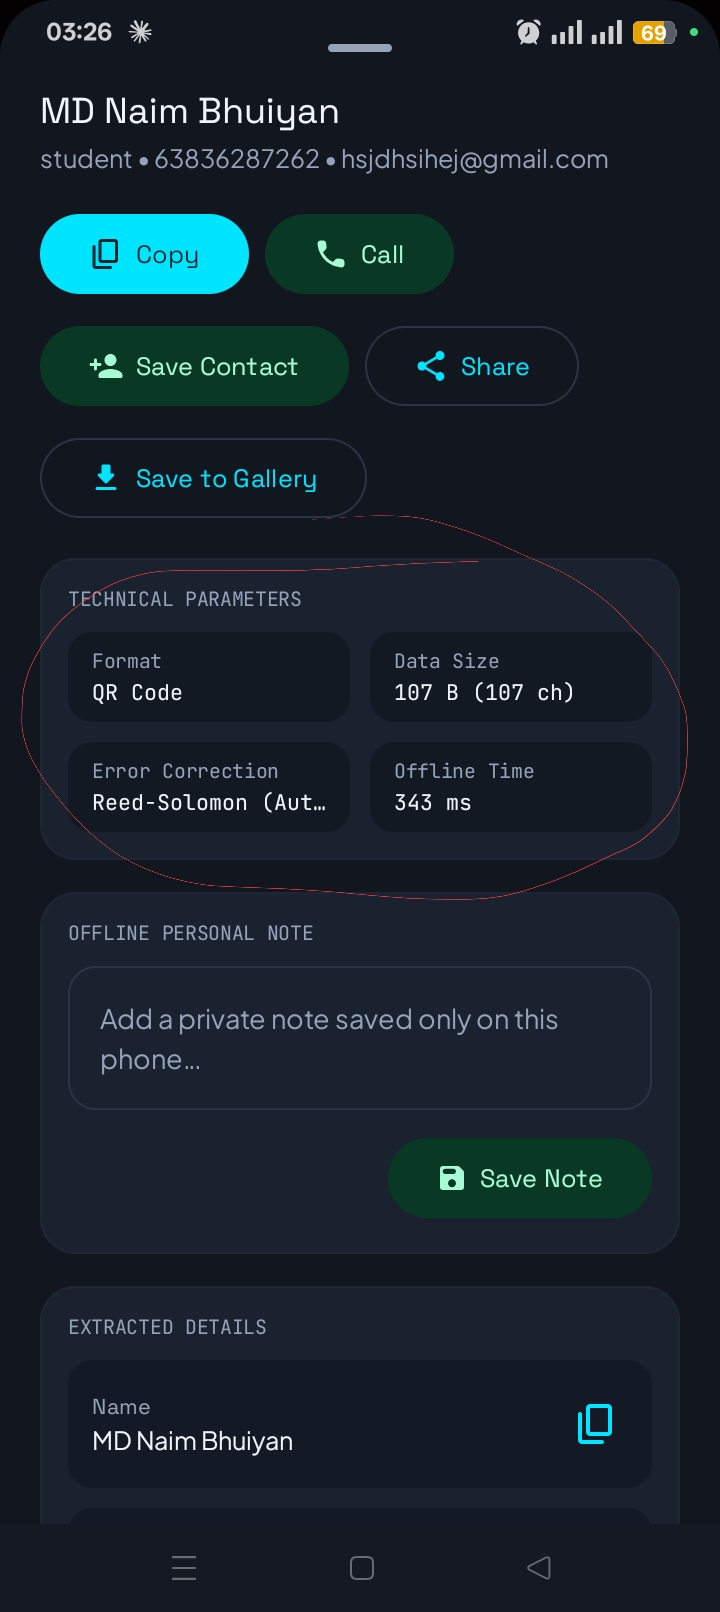 03:26
69
MD Naim Bhuiyan
student • 63836287262 • hsjdhsihej@gmail.com
Copy
Call
Save Contact
Share
Save to Gallery
TECHNICAL PARAMETERS
Format
QR Code
Data Size
107 B (107 ch)
Error Correction
Reed-Solomon (Aut…
Offline Time
343 ms
OFFLINE PERSONAL NOTE
Add a private note saved only on this
phone...
Save Note
EXTRACTED DETAILS
Name
MD Naim Bhuiyan